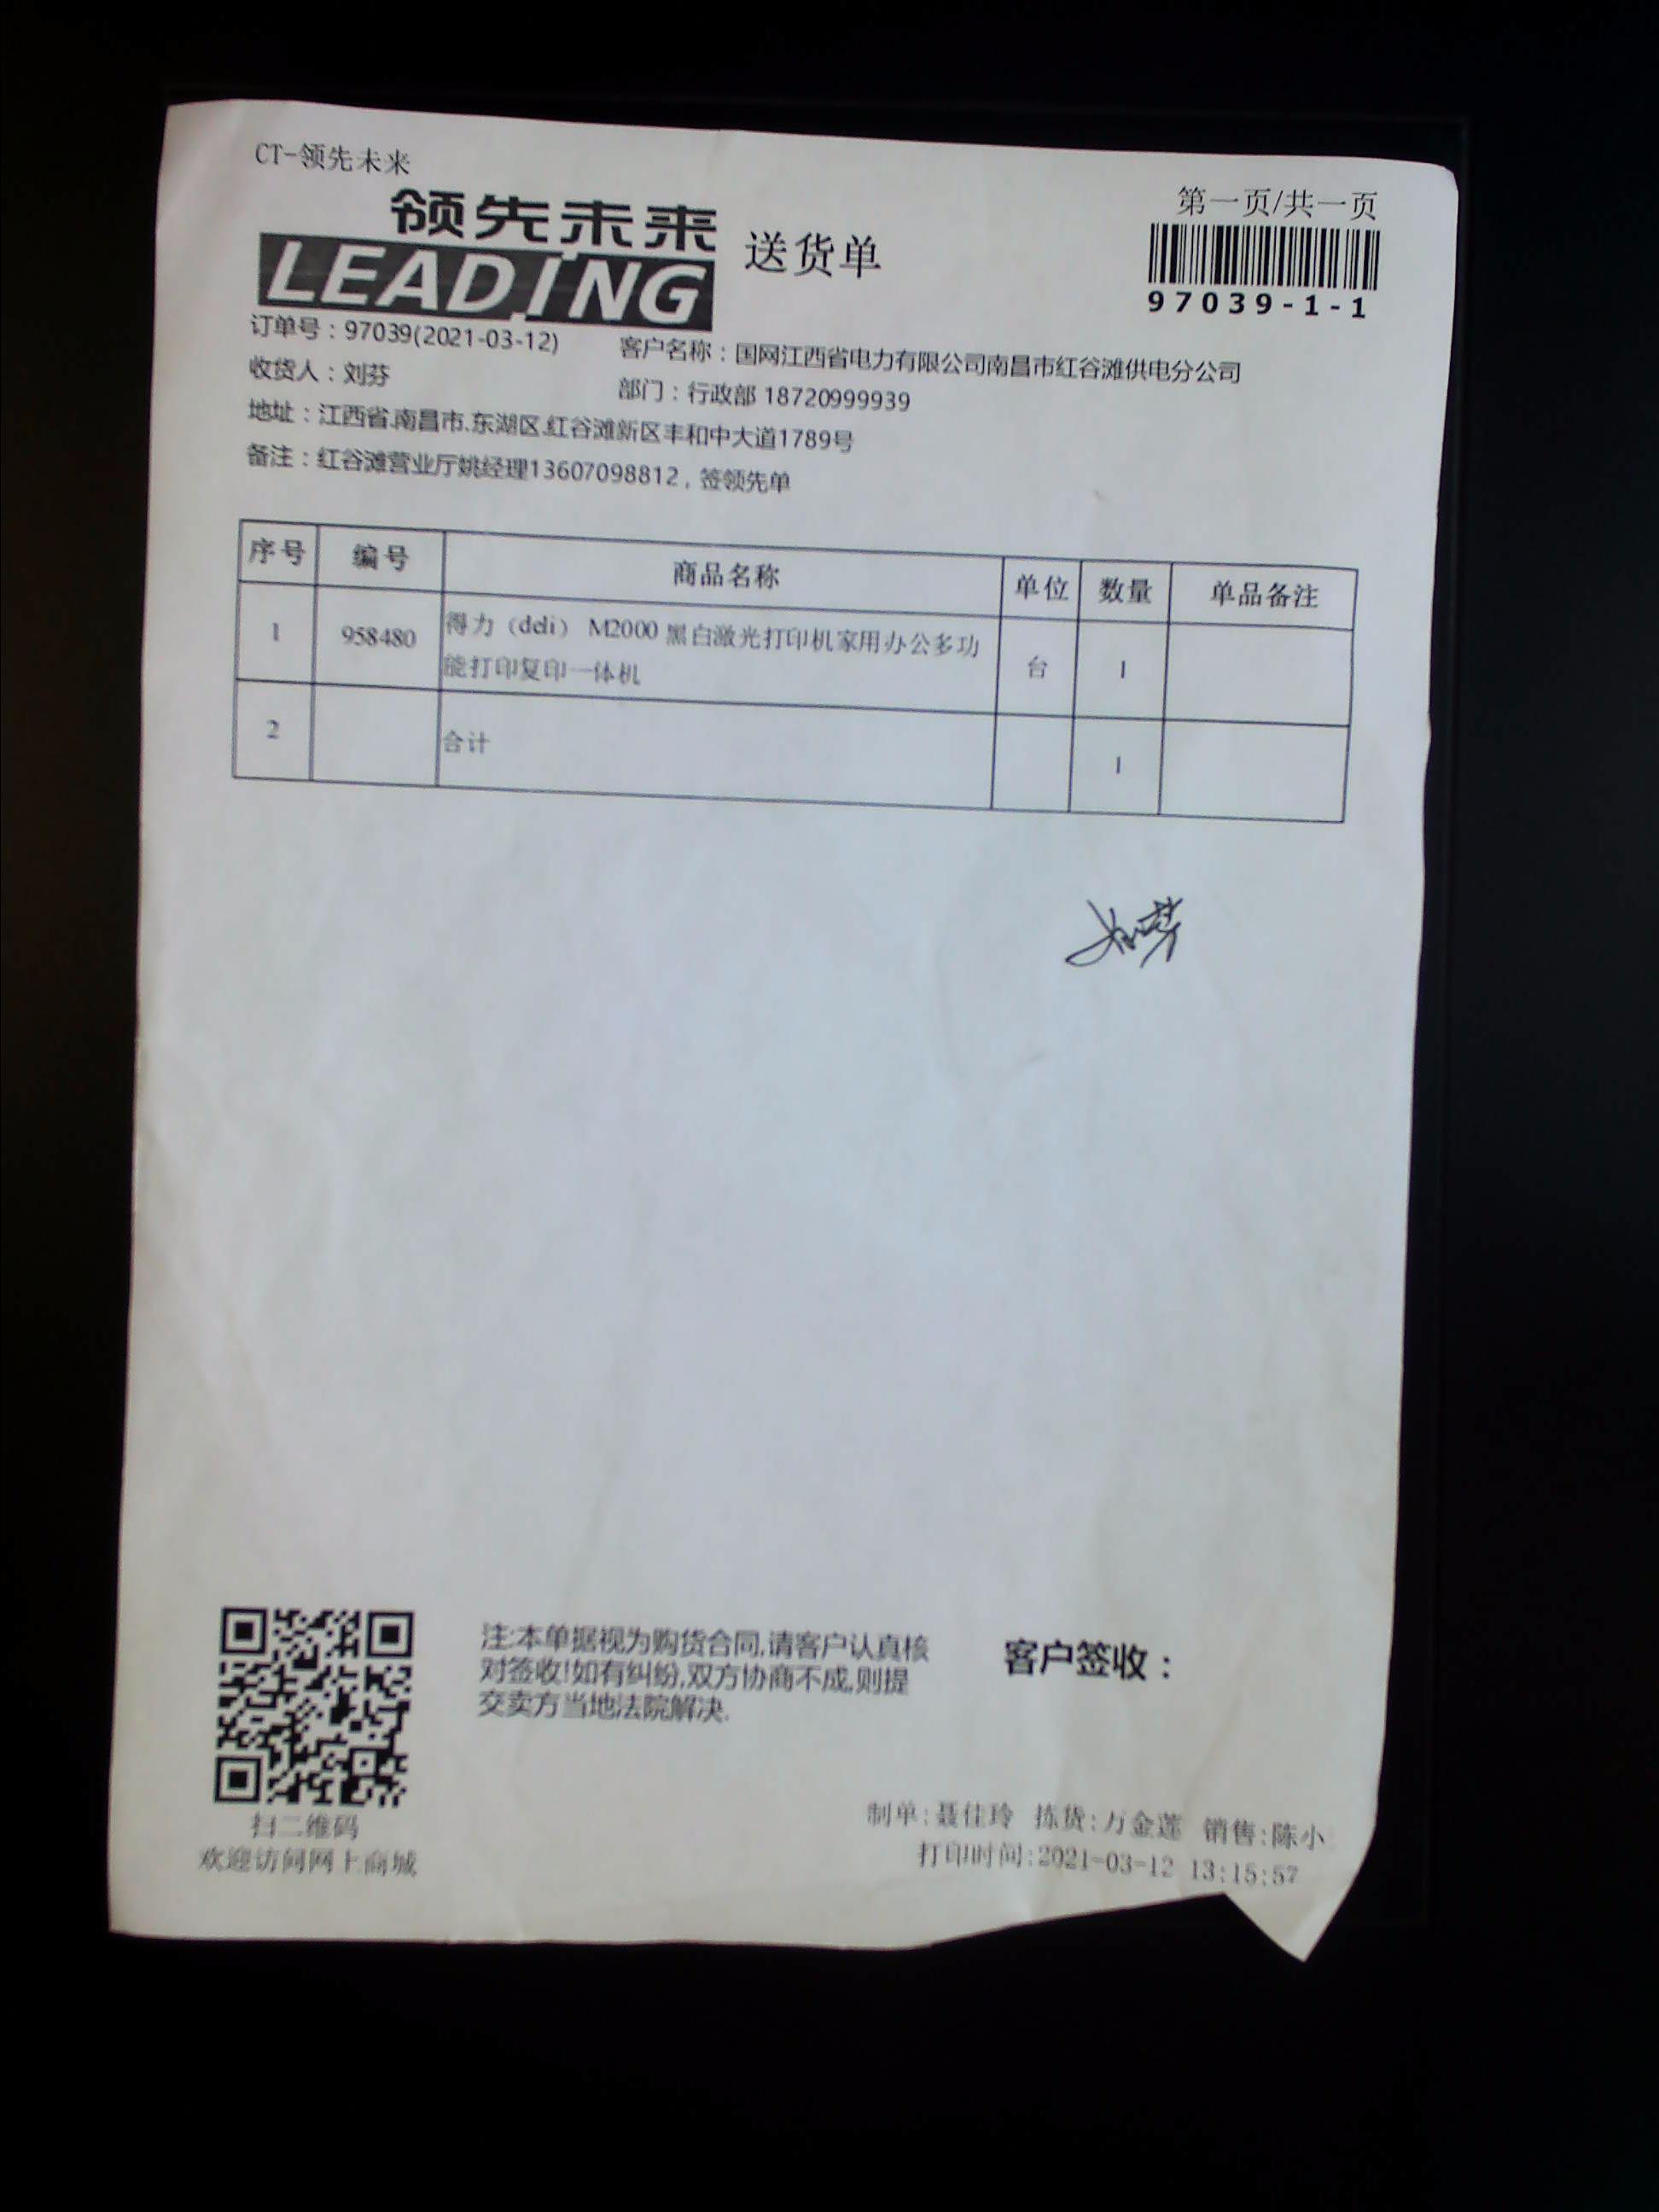 CT-领先未来
第一页/共一页
领先未来
LEADING
送货单
97039-1-1
订单号：97039(2021-03-12)
客户名称：国网江西省电力有限公司南昌市红谷滩供电分公司
收货人：刘芬
部门：行政部 18720999939
地址：江西省.南昌市.东湖区.红谷滩新区丰和中大道1789号
备注：红谷滩营业厅姚经理13607098812，签领先单
序号 编号 商品名称 单位 数量 单品备注
1 958480 得力（deli） M2000 黑白激光打印机家用办公多功
能打印复印一体机 台 1
2 合计 1
注:本单据视为购货合同,请客户认真核
对签收!如有纠纷,双方协商不成,则提
交卖方当地法院解决.
客户签收：
扫二维码
欢迎访问网上商城
制单:聂佳玲 拣货:万金莲 销售:陈小
打印时间:2021-03-12 13:15:57